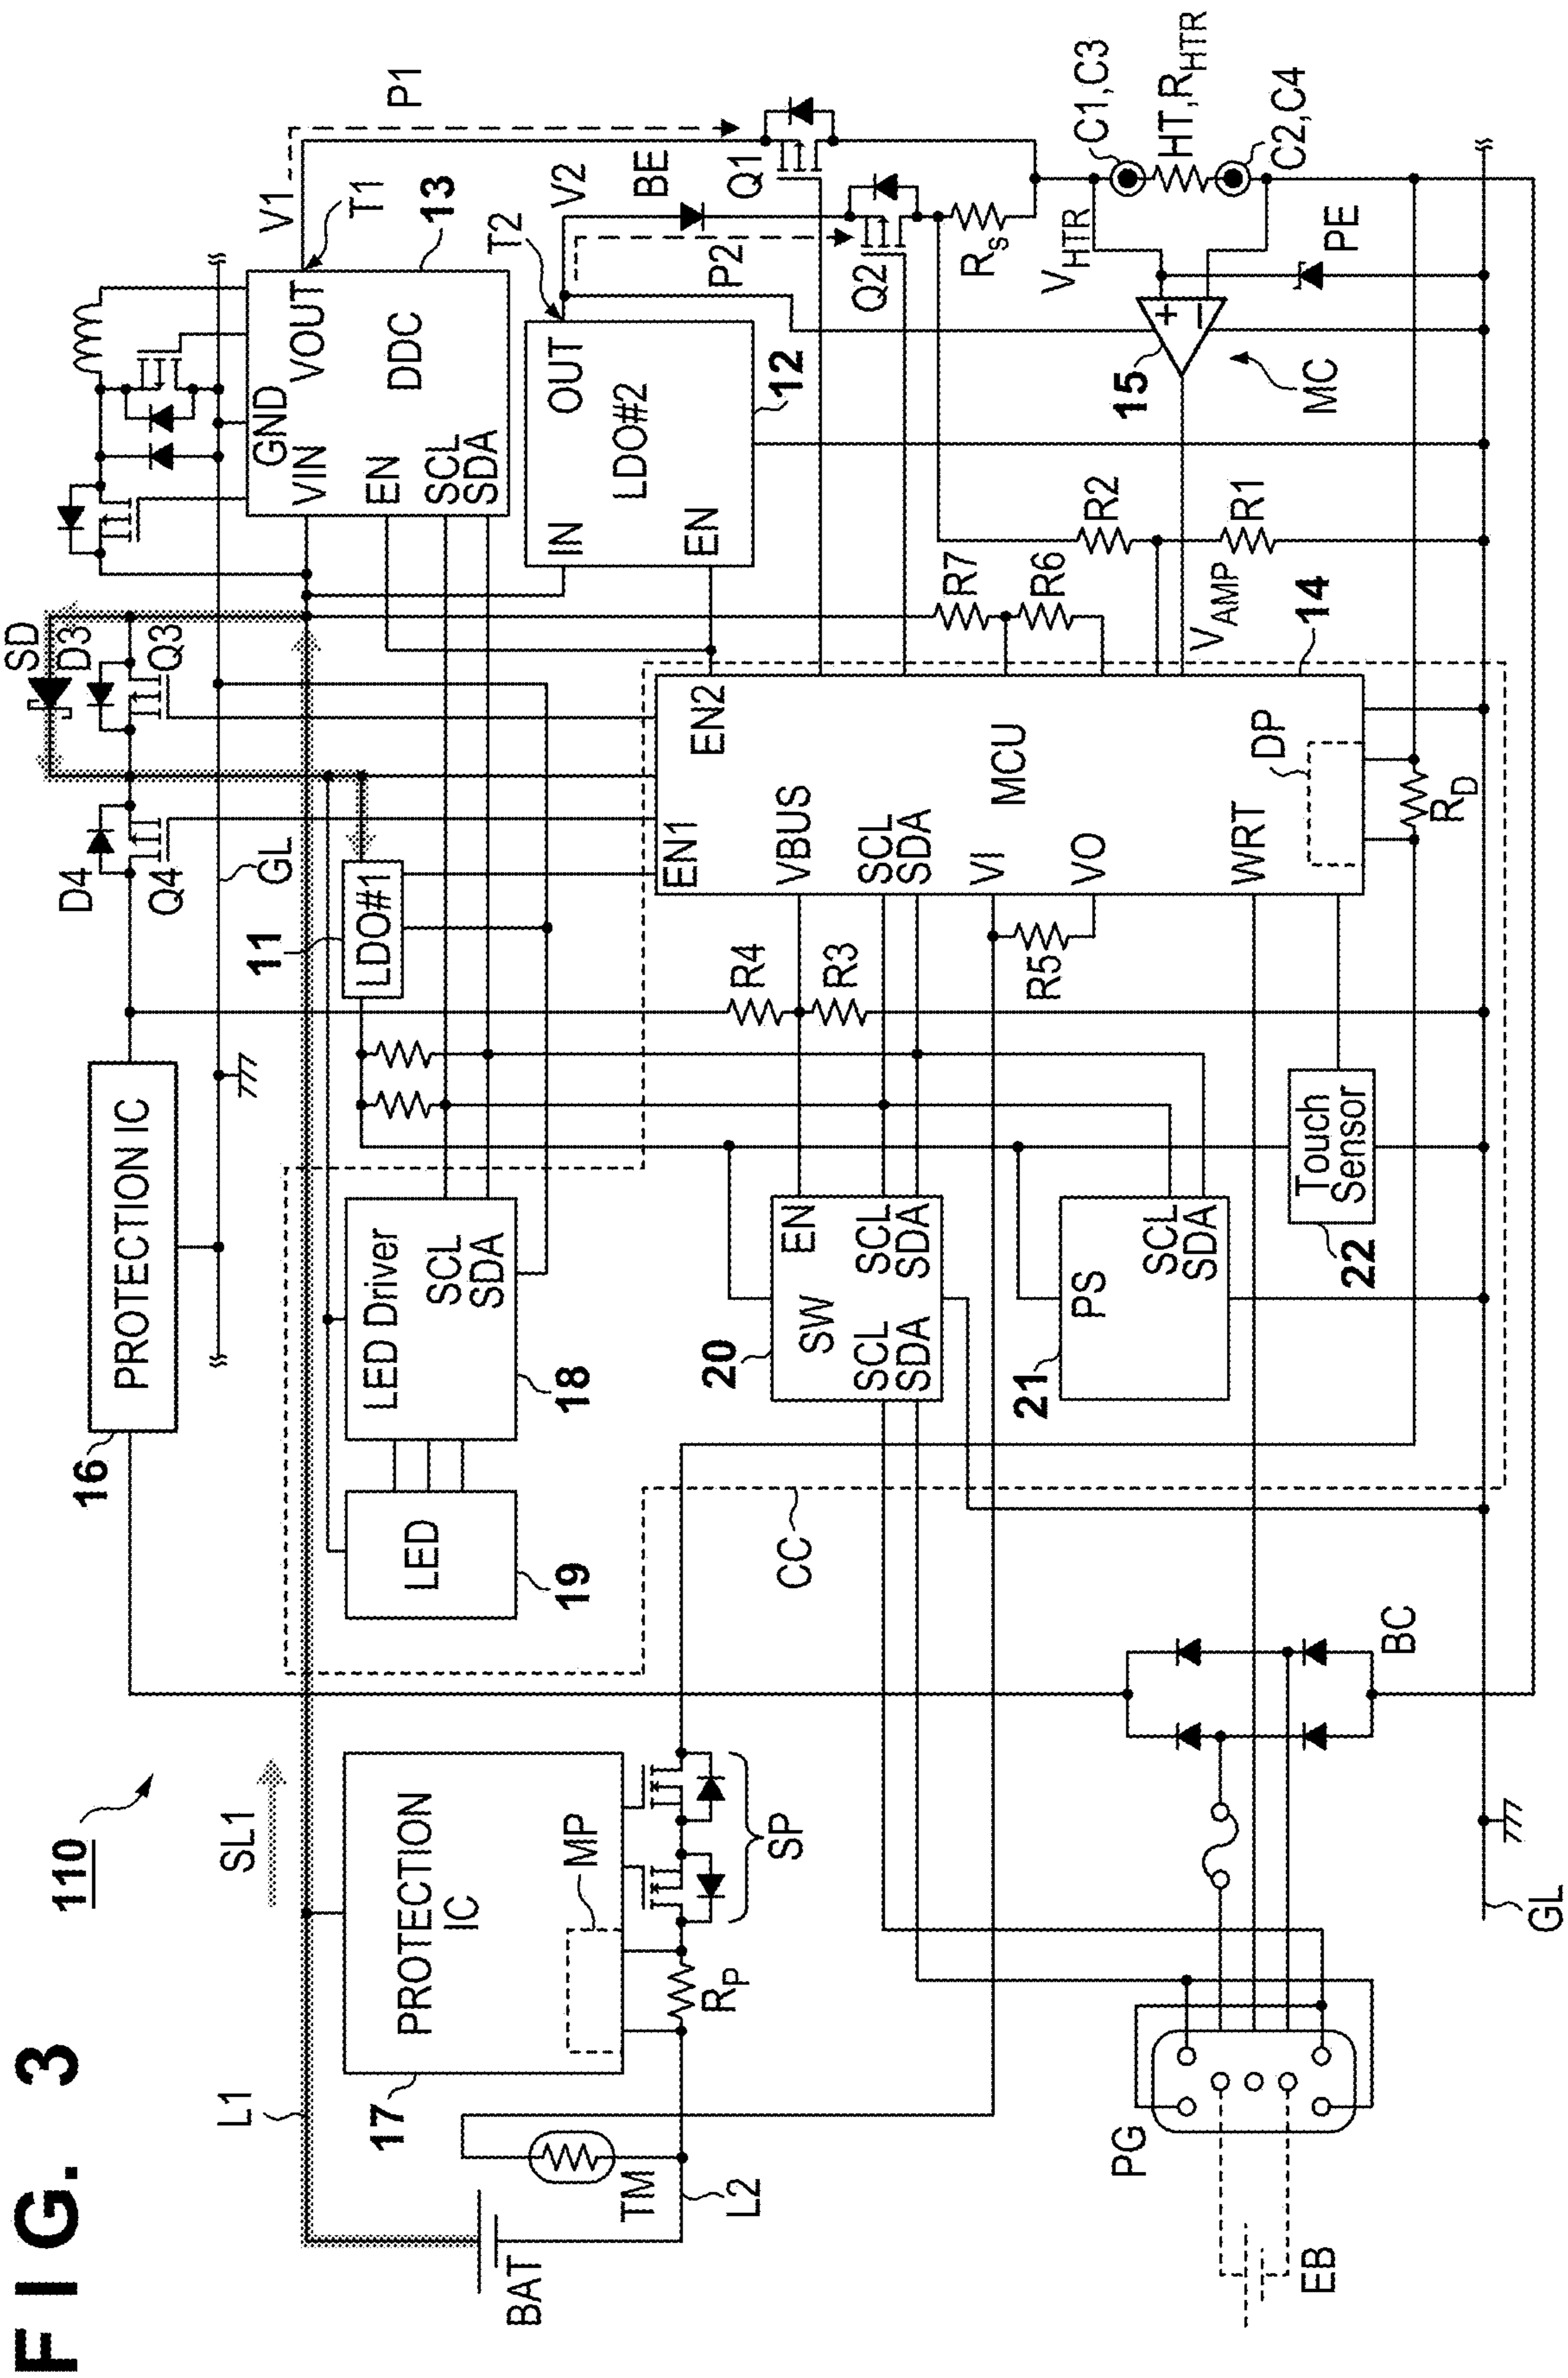 FIG. 3
110
16
PROTECTION IC
D4
Q4
SD
D3
Q3
GL
SL1
L1
V1
T1
13
P1
GND
VOUT
VIN
DDC
EN
SCL
SDA
11
LDO#1
17
PROTECTION
IC
MP
SP
RP
TM
L2
BAT
19
LED
18
LED Driver
SCL
SDA
T2
V2
BE
P2
OUT
LDO#2
IN
EN
12
Q1
Q2
RS
C1,C3
HT,RHTR
C2,C4
VHTR
PE
15
+
−
MC
R2
R1
R7
R6
VAMP
14
EN1
EN2
VBUS
SCL
SDA
MCU
VI
VO
WRT
DP
RD
R4
R3
R5
20
SW
EN
SCL
SDA
SCL
SDA
21
PS
SCL
SDA
22
Touch
Sensor
CC
BC
PG
EB
GL